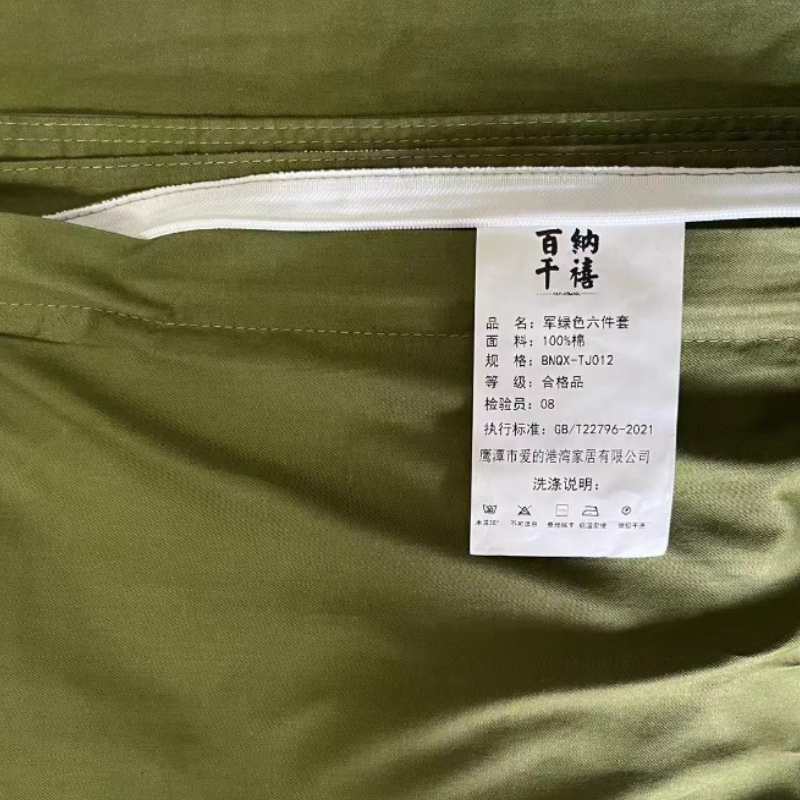 百纳
千禧
品 名：军绿色六件套
面 料：100%棉
规 格：BNQX-TJ012
等 级：合格品
检验员：08
执行标准：GB/T22796-2021
鹰潭市爱的港湾家居有限公司
洗涤说明：